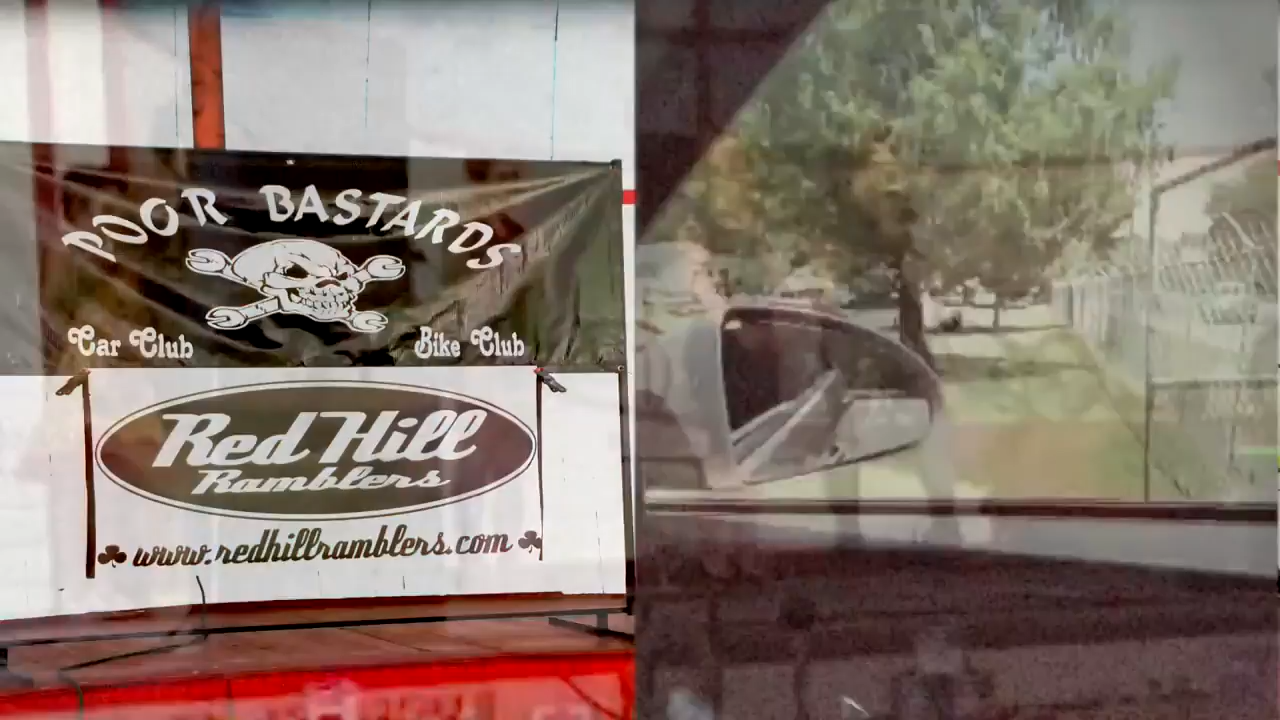 POOR BASTARDS
Car Club Bike Club
Red Hill
Ramblers
www.redhillramblers.com